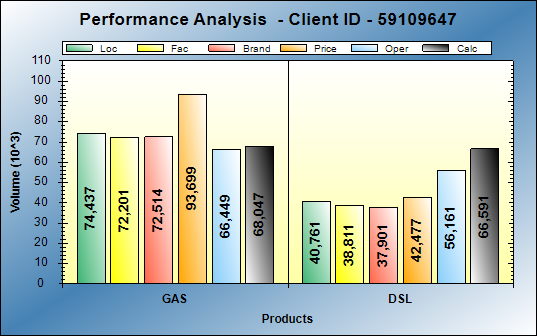 Performance Analysis - Client ID - 59109647
Loc Fac Brand Price Oper Calc
Volume (10^3)
110
100
90
80
70
60
50
40
30
20
10
0
74,437 72,201 72,514 93,699 66,449 68,047
40,761 38,811 37,901 42,477 56,161 66,591
GAS DSL
Products